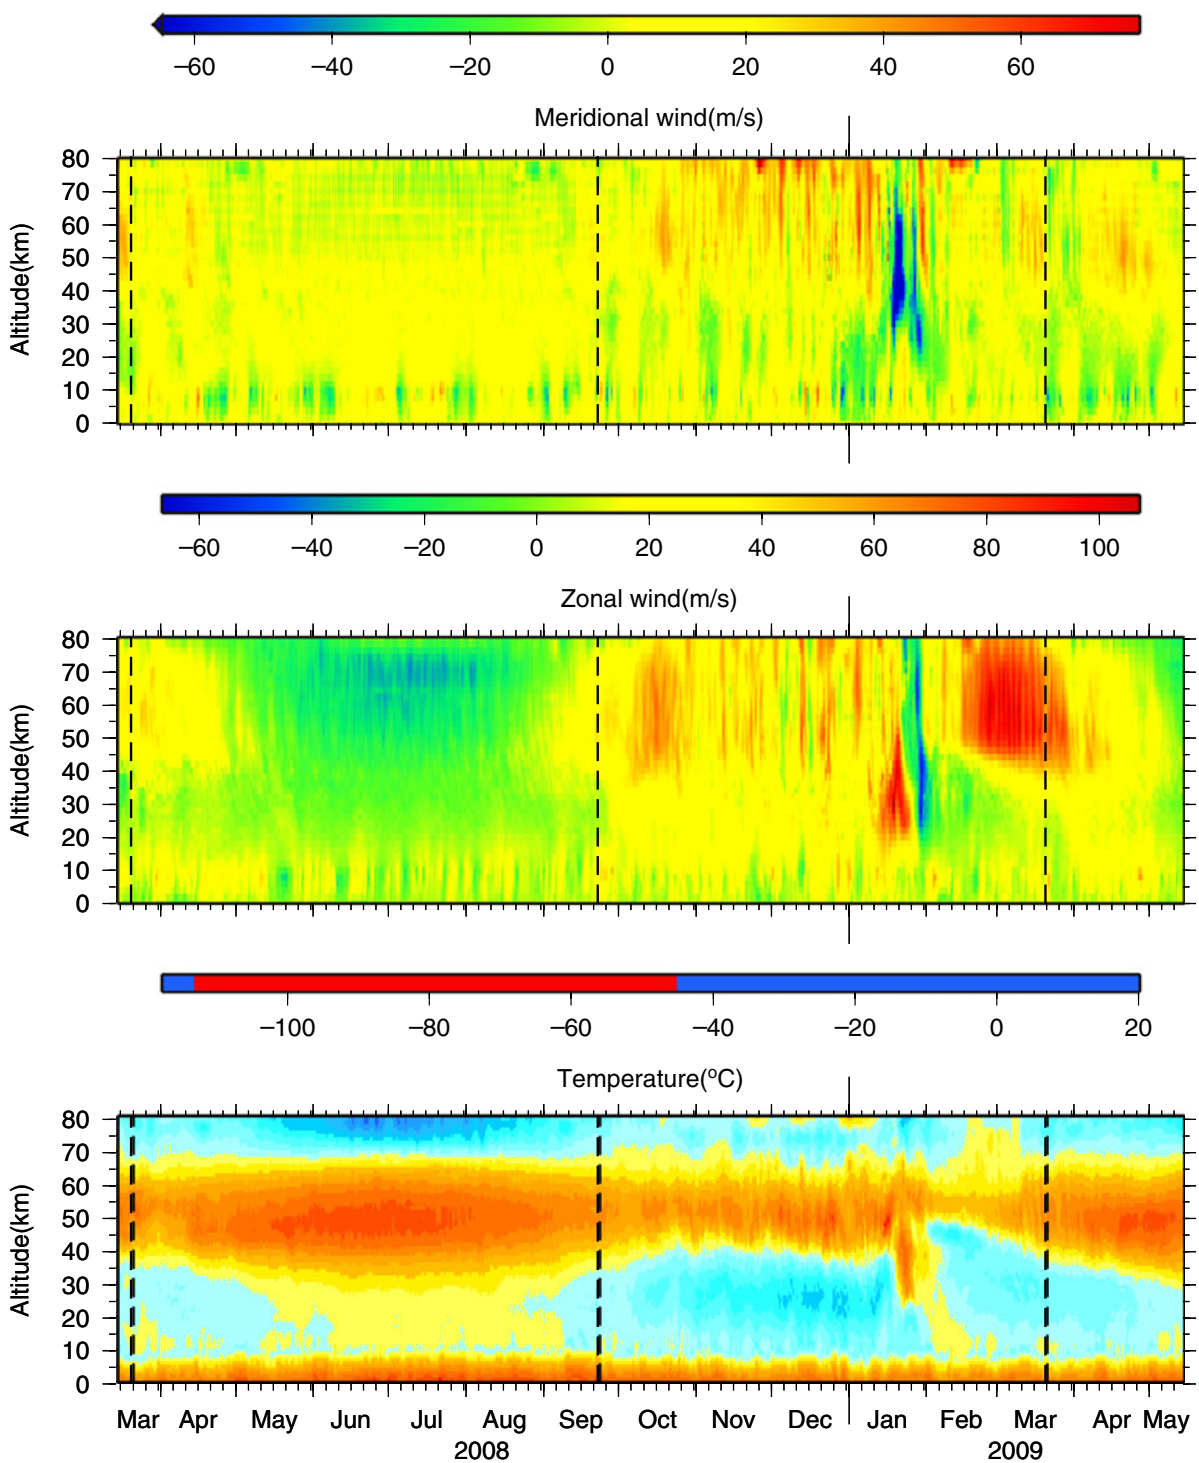 −60 −40 −20 0 20 40 60
Meridional wind(m/s)
80
70
60
50
40
30
20
10
0
Altitude(km)
−60 −40 −20 0 20 40 60 80 100
Zonal wind(m/s)
80
70
60
50
40
30
20
10
0
Altitude(km)
−100 −80 −60 −40 −20 0 20
Temperature(°C)
80
70
60
50
40
30
20
10
0
Altitude(km)
Mar Apr May Jun Jul Aug Sep Oct Nov Dec Jan Feb Mar Apr May
2008 2009